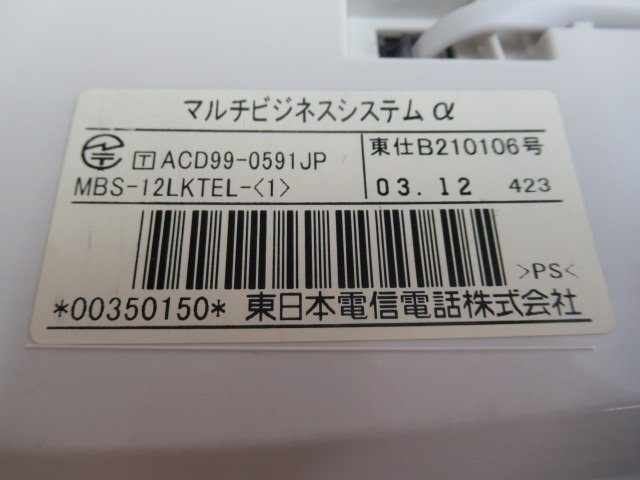 マルチビジネスシステムα
T ACD99-0591JP
東仕B210106号
MBS-12LKTEL-<1>
03.12 423
>PS<
*00350150* 東日本電信電話株式会社